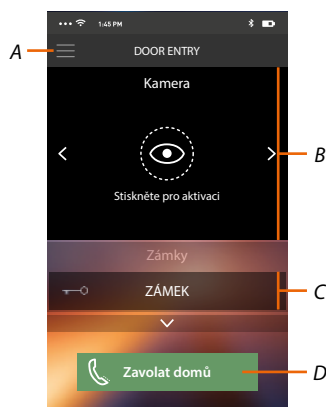 1:45 PM
A
DOOR ENTRY
Kamera
B
Stiskněte pro aktivaci
Zámky
ZÁMEK
C
Zavolat domů
D